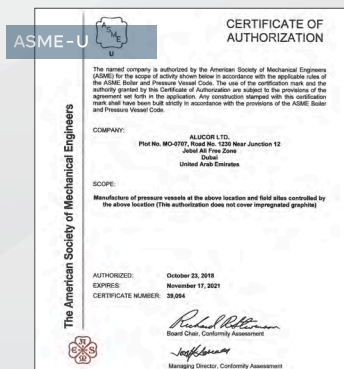 ASME-U
ASME
U
CERTIFICATE OF
AUTHORIZATION
The named company is authorized by the American Society of Mechanical Engineers
(ASME) for the scope of activity shown below in accordance with the applicable rules of
the ASME Boiler and Pressure Vessel Code. The use of the certification mark and the
authority granted by this Certificate of Authorization are subject to the provisions of the
agreement set forth in the application. Any construction stamped with this certification
mark shall have been built strictly in accordance with the provisions of the ASME Boiler
and Pressure Vessel Code.
The American Society of Mechanical Engineers
COMPANY:
ALUCOR LTD.
Plot No. MO-0707, Road No. 1230 Near Junction 12
Jebel Ali Free Zone
Dubai
United Arab Emirates
SCOPE:
Manufacture of pressure vessels at the above location and field sites controlled by
the above location (This authorization does not cover impregnated graphite)
AUTHORIZED: October 23, 2018
EXPIRES: November 17, 2021
CERTIFICATE NUMBER: 39,094
Board Chair, Conformity Assessment
Managing Director, Conformity Assessment